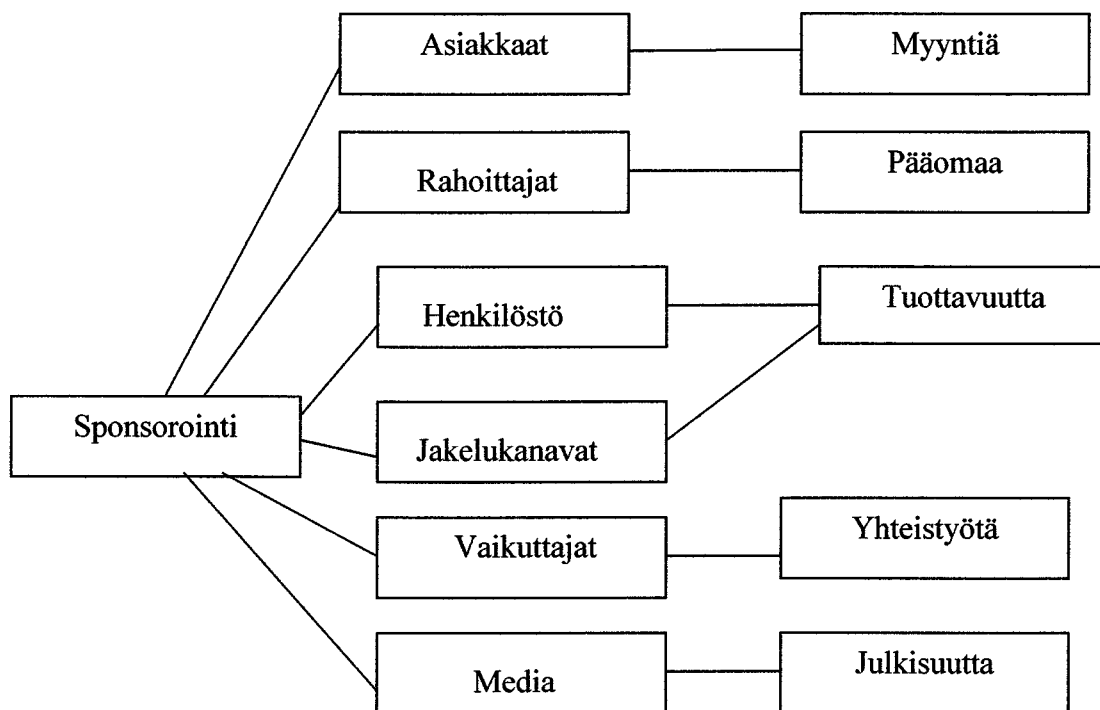 Asiakkaat
Myyntiä
Rahoittajat
Pääomaa
Henkilöstö
Tuottavuutta
Sponsorointi
Jakelukanavat
Vaikuttajat
Yhteistyötä
Media
Julkisuutta